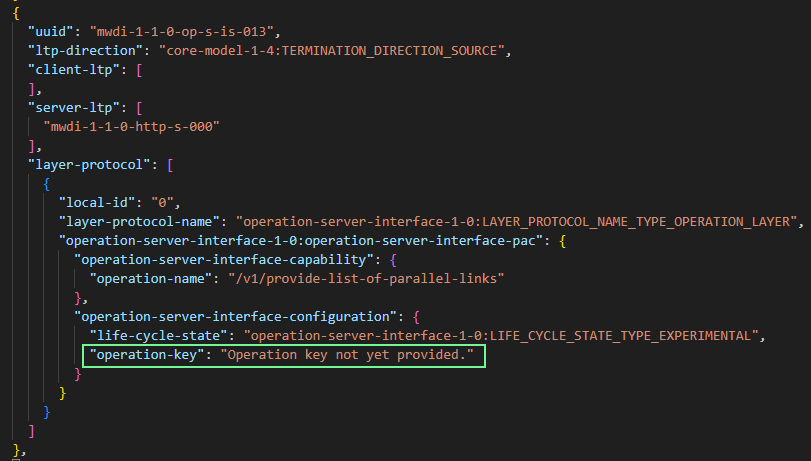 {
"uuid": "mwdi-1-1-0-op-s-is-013",
"ltp-direction": "core-model-1-4:TERMINATION_DIRECTION_SOURCE",
"client-ltp": [
],
"server-ltp": [
"mwdi-1-1-0-http-s-000"
],
"layer-protocol": [
{
"local-id": "0",
"layer-protocol-name": "operation-server-interface-1-0:LAYER_PROTOCOL_NAME_TYPE_OPERATION_LAYER",
"operation-server-interface-1-0:operation-server-interface-pac": {
"operation-server-interface-capability": {
"operation-name": "/v1/provide-list-of-parallel-links"
},
"operation-server-interface-configuration": {
"life-cycle-state": "operation-server-interface-1-0:LIFE_CYCLE_STATE_TYPE_EXPERIMENTAL",
"operation-key": "Operation key not yet provided."
}
}
}
]
},